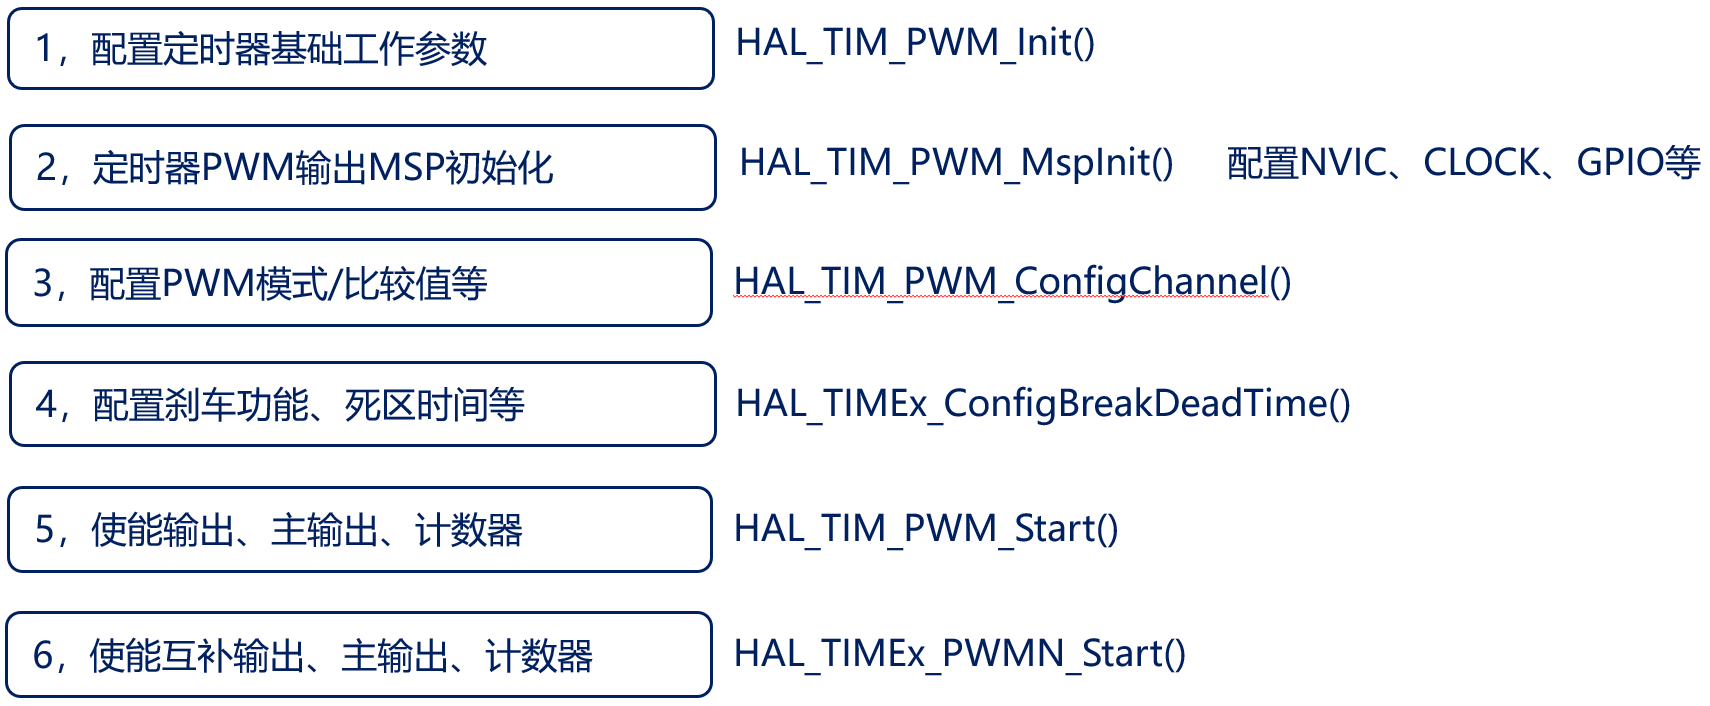 1，配置定时器基础工作参数 HAL_TIM_PWM_Init()
2，定时器PWM输出MSP初始化 HAL_TIM_PWM_MspInit() 配置NVIC、CLOCK、GPIO等
3，配置PWM模式/比较值等 HAL_TIM_PWM_ConfigChannel()
4，配置刹车功能、死区时间等 HAL_TIMEx_ConfigBreakDeadTime()
5，使能输出、主输出、计数器 HAL_TIM_PWM_Start()
6，使能互补输出、主输出、计数器 HAL_TIMEx_PWMN_Start()